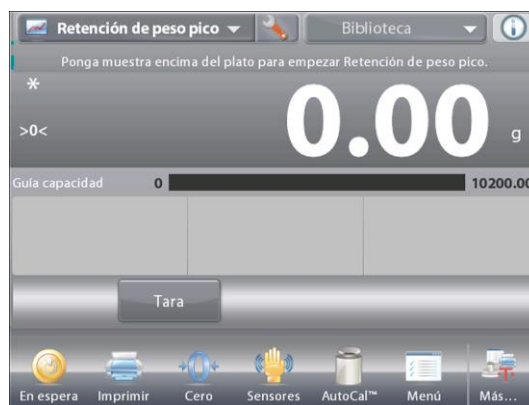 Retención de peso pico Biblioteca
Ponga muestra encima del plato para empezar Retención de peso pico.
*
>0< 0.00 g
Guía capacidad 0 10200.00
Tara
En espera Imprimir Cero Sensores AutoCal™ Menú Más...